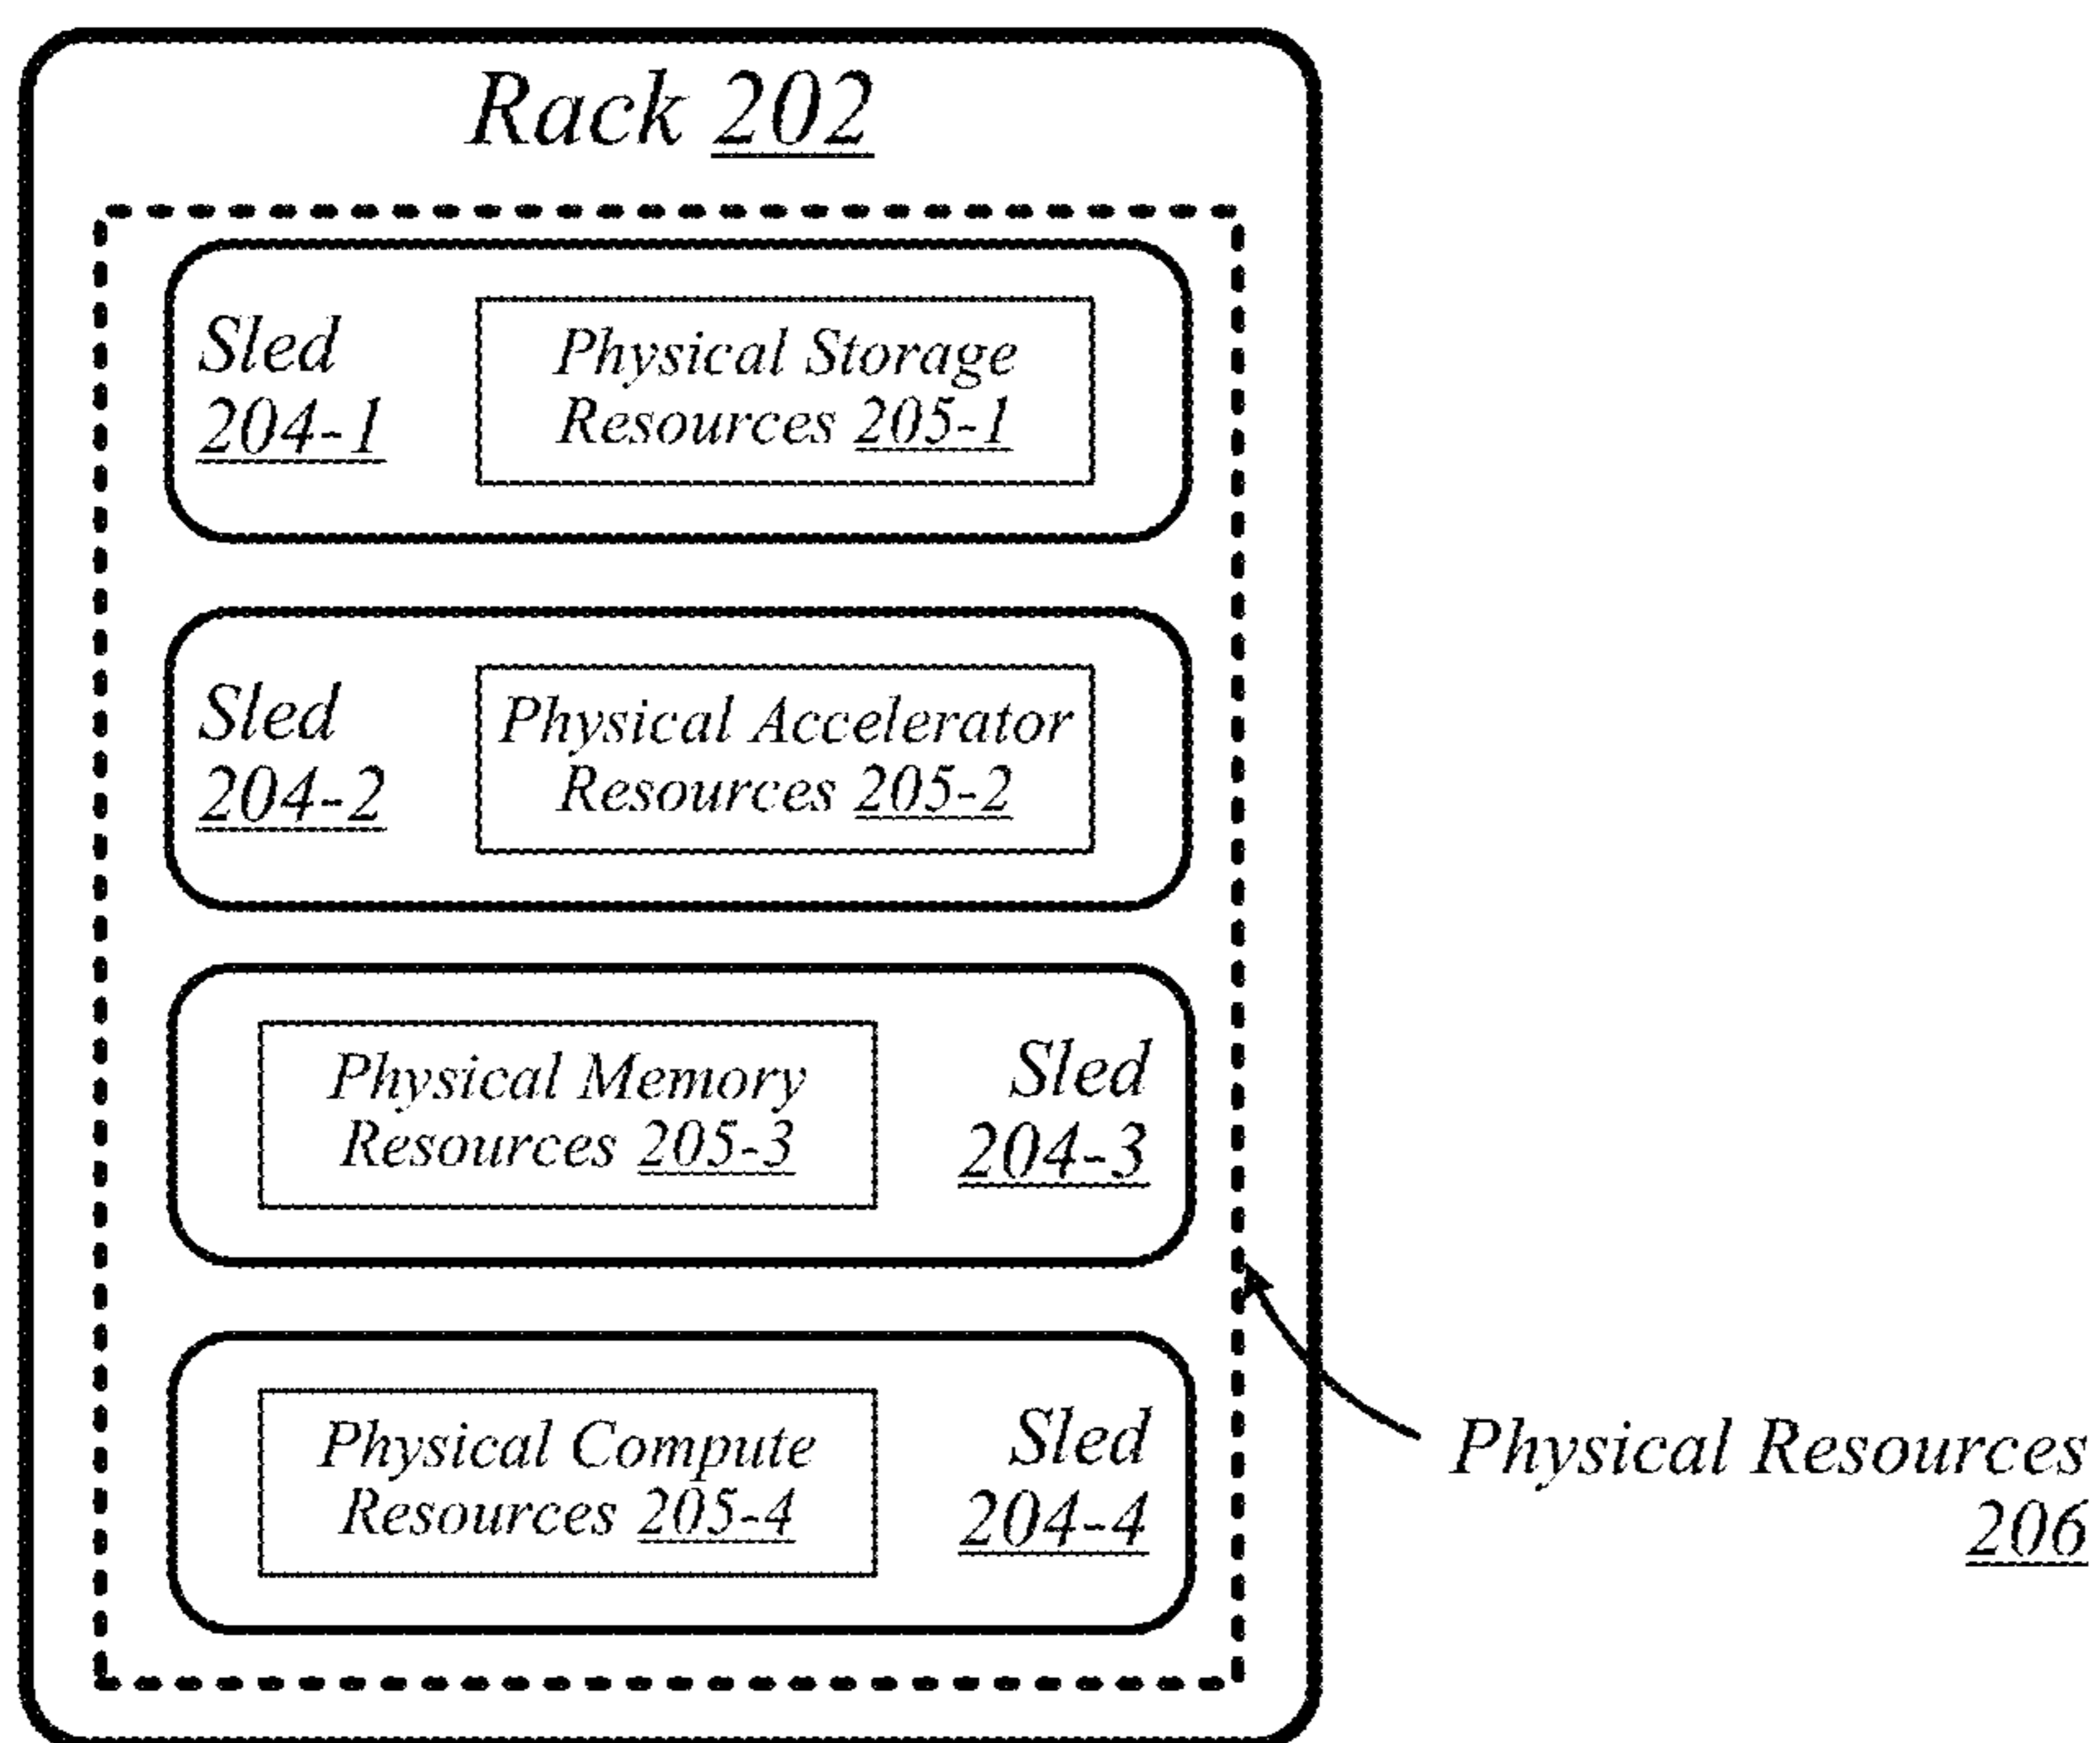 Rack 202
Sled
204-1
Physical Storage
Resources 205-1
Sled
204-2
Physical Accelerator
Resources 205-2
Physical Memory
Resources 205-3
Sled
204-3
Physical Compute
Resources 205-4
Sled
204-4
Physical Resources
206